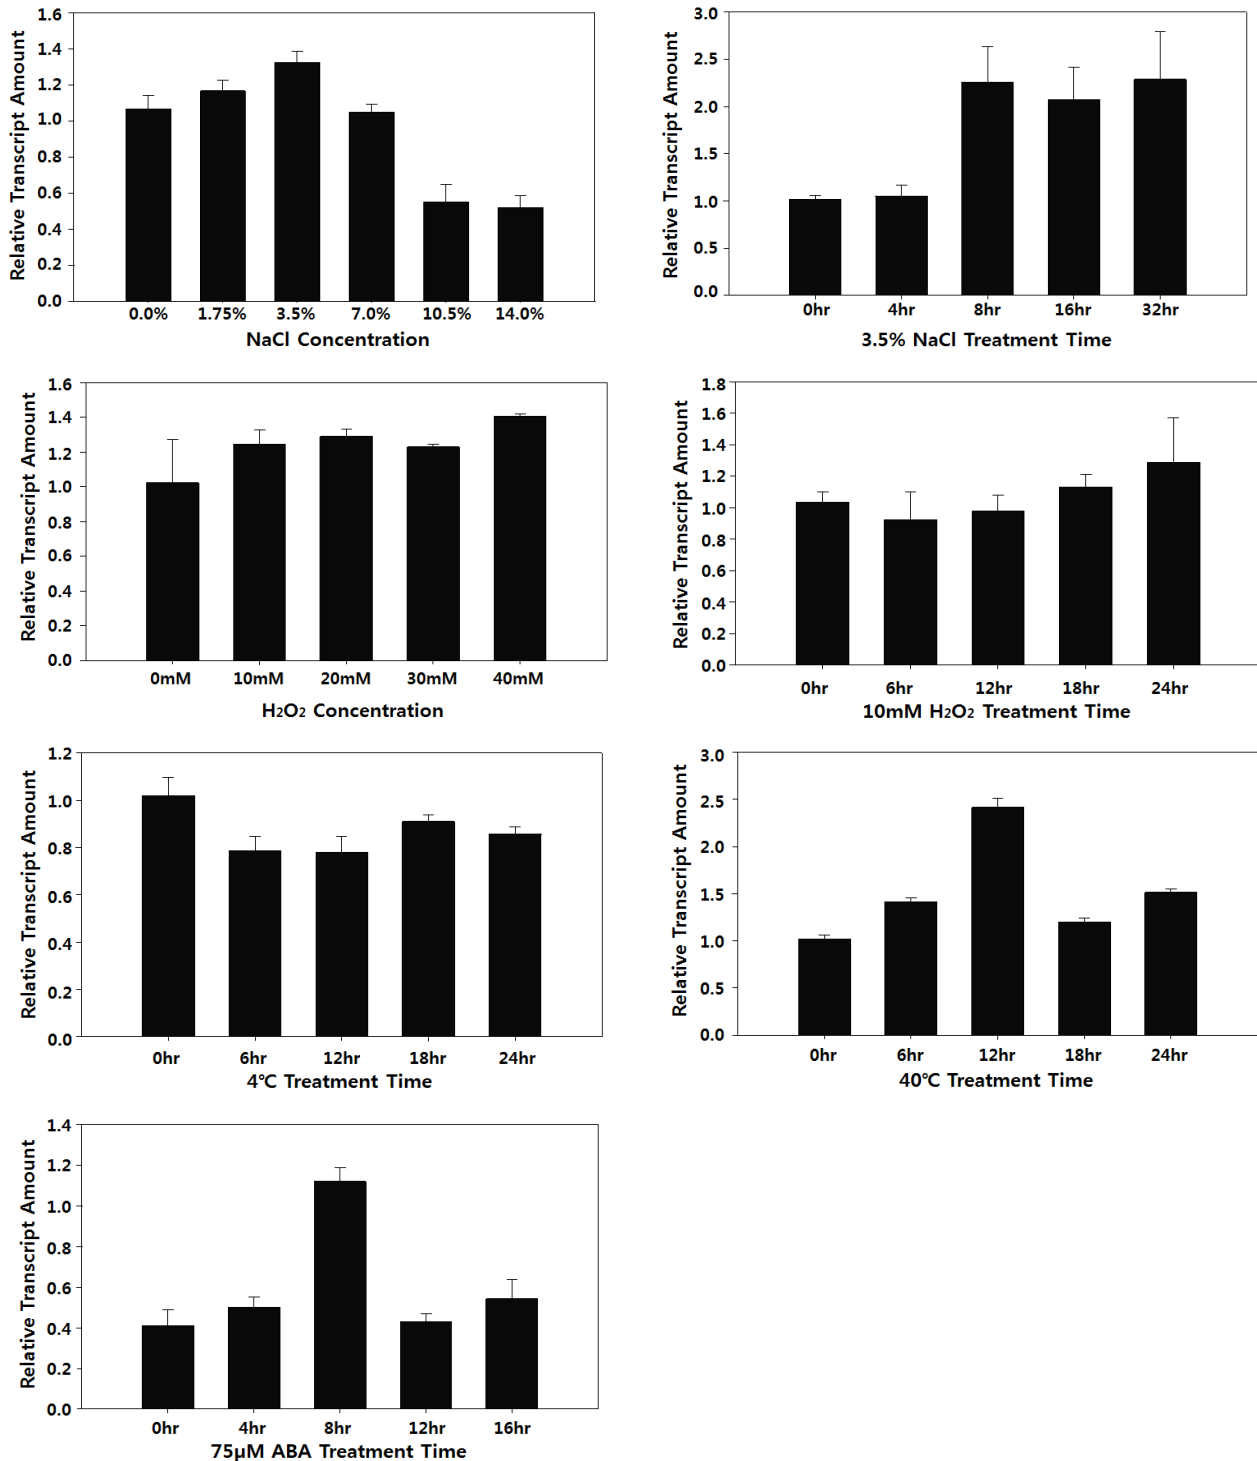 Relative Transcript Amount
1.6
1.4
1.2
1.0
0.8
0.6
0.4
0.2
0.0
0.0% 1.75% 3.5% 7.0% 10.5% 14.0%
NaCl Concentration
Relative Transcript Amount
3.0
2.5
2.0
1.5
1.0
0.5
0.0
0hr 4hr 8hr 16hr 32hr
3.5% NaCl Treatment Time
Relative Transcript Amount
1.6
1.4
1.2
1.0
0.8
0.6
0.4
0.2
0.0
0mM 10mM 20mM 30mM 40mM
H2O2 Concentration
Relative Transcript Amount
1.8
1.6
1.4
1.2
1.0
0.8
0.6
0.4
0.2
0.0
0hr 6hr 12hr 18hr 24hr
10mM H2O2 Treatment Time
Relative Transcript Amount
1.2
1.0
0.8
0.6
0.4
0.2
0.0
0hr 6hr 12hr 18hr 24hr
4℃ Treatment Time
Relative Transcript Amount
3.0
2.5
2.0
1.5
1.0
0.5
0.0
0hr 6hr 12hr 18hr 24hr
40℃ Treatment Time
Relative Transcript Amount
1.4
1.2
1.0
0.8
0.6
0.4
0.2
0.0
0hr 4hr 8hr 12hr 16hr
75μM ABA Treatment Time